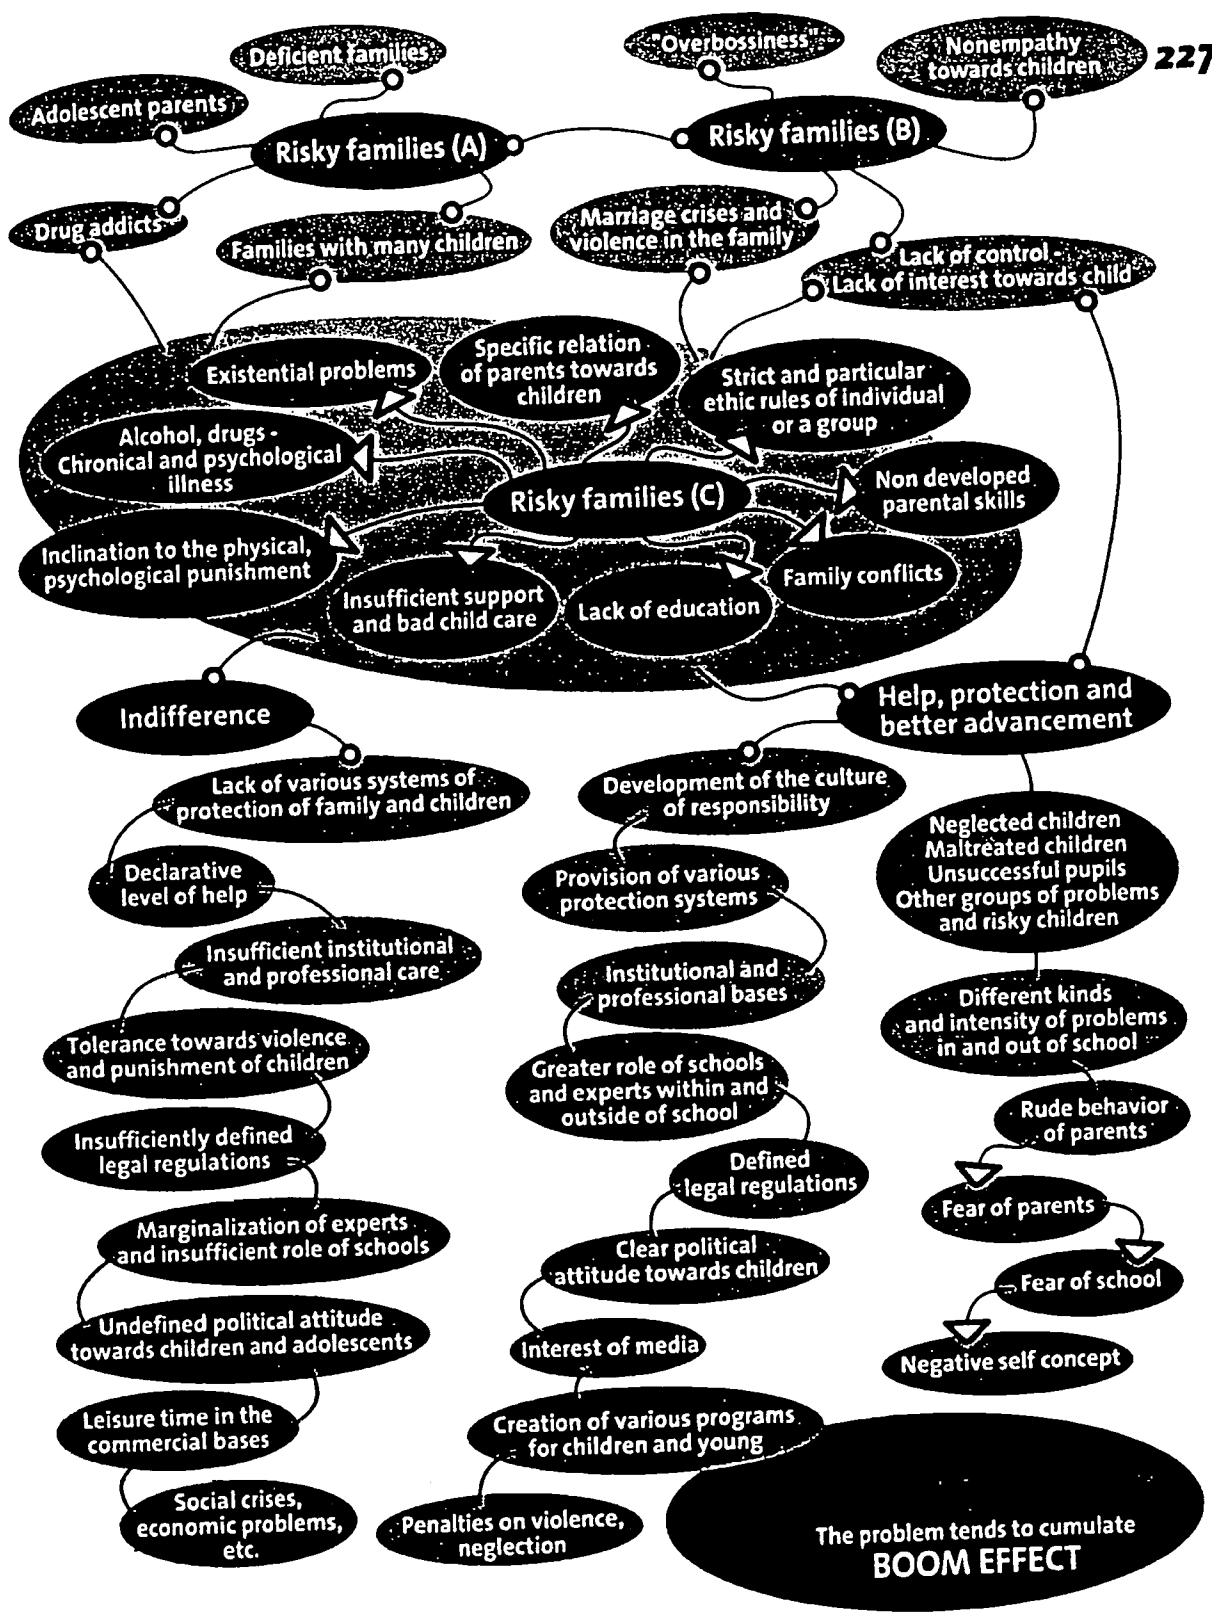 227
Deficient families
"Overbossiness"
Nonempathy
towards children
Adolescent parents
Risky families (A)
Risky families (B)
Drug addicts
Families with many children
Marriage crises and
violence in the family
Lack of control -
Lack of interest towards child
Existential problems
Specific relation
of parents towards
children
Strict and particular
ethic rules of individual
or a group
Alcohol, drugs -
Chronical and psychological
illness
Risky families (C)
Non developed
parental skills
Inclination to the physical,
psychological punishment
Insufficient support
and bad child care
Lack of education
Family conflicts
Indifference
Help, protection and
better advancement
Lack of various systems of
protection of family and children
Declarative
level of help
Insufficient institutional
and professional care
Tolerance towards violence
and punishment of children
Insufficiently defined
legal regulations
Marginalization of experts
and insufficient role of schools
Undefined political attitude
towards children and adolescents
Leisure time in the
commercial bases
Social crises,
economic problems,
etc.
Development of the culture
of responsibility
Provision of various
protection systems
Institutional and
professional bases
Greater role of schools
and experts within and
outside of school
Defined
legal regulations
Clear political
attitude towards children
Interest of media
Creation of various programs
for children and young
Penalties on violence,
neglection
Neglected children
Maltreated children
Unsuccessful pupils
Other groups of problems
and risky children
Different kinds
and intensity of problems
in and out of school
Rude behavior
of parents
Fear of parents
Fear of school
Negative self concept
The problem tends to cumulate
BOOM EFFECT